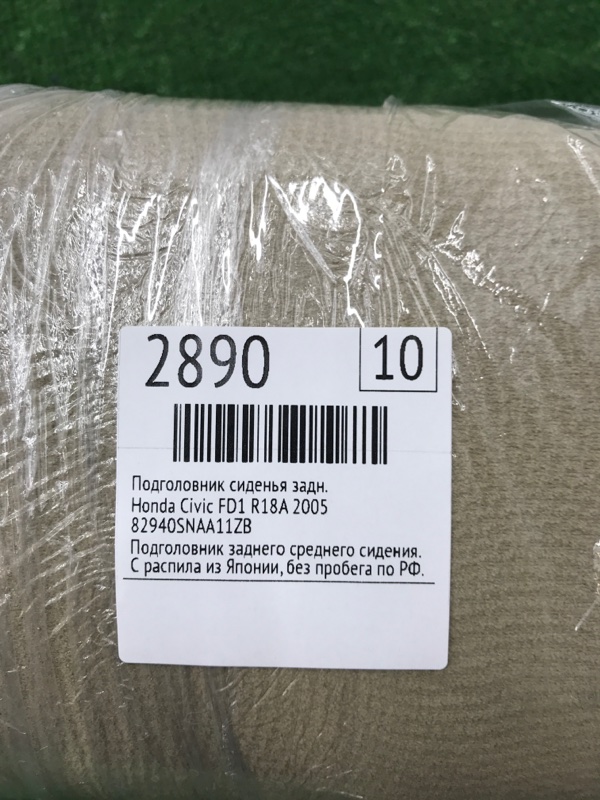 2890
10
Подголовник сиденья задн.
Honda Civic FD1 R18A 2005
82940SNAA11ZB
Подголовник заднего среднего сидения.
С распила из Японии, без пробега по РФ.